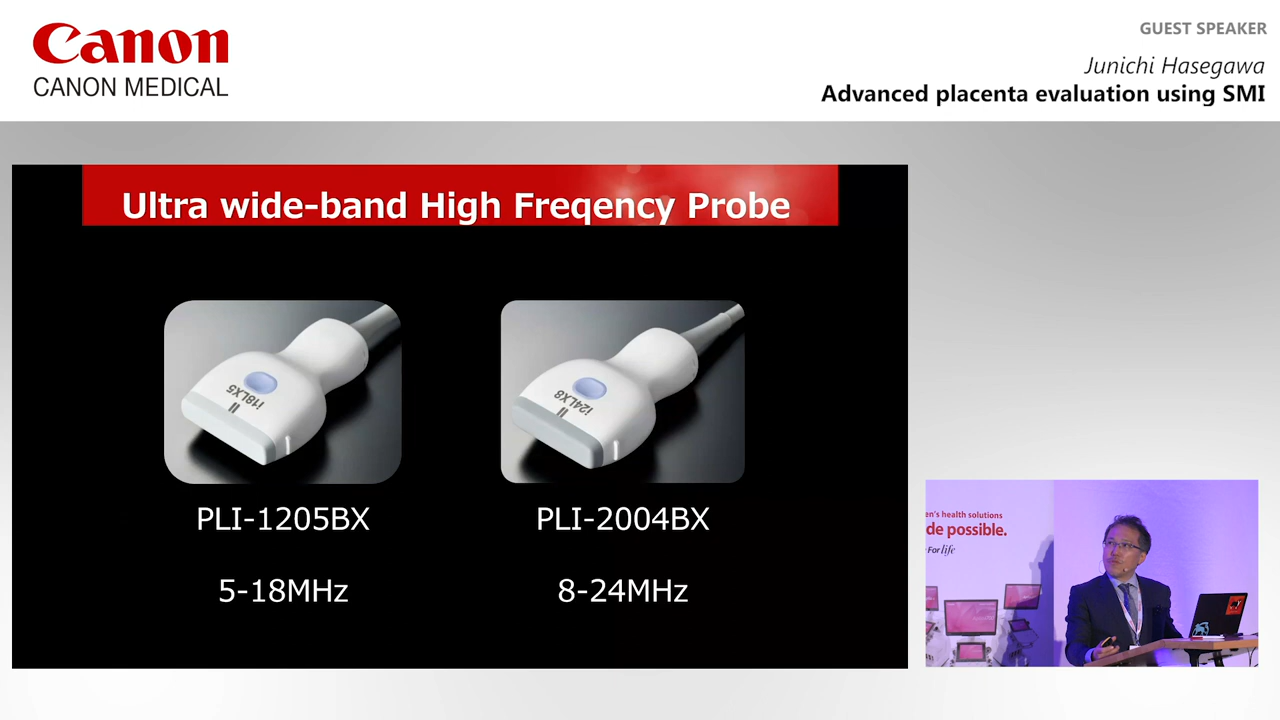 Canon
CANON MEDICAL
GUEST SPEAKER
Junichi Hasegawa
Advanced placenta evaluation using SMI
Ultra wide-band High Freqency Probe
i18LX5
i24LX8
PLI-1205BX
PLI-2004BX
5-18MHz
8-24MHz
en's health solutions
de possible.
For life